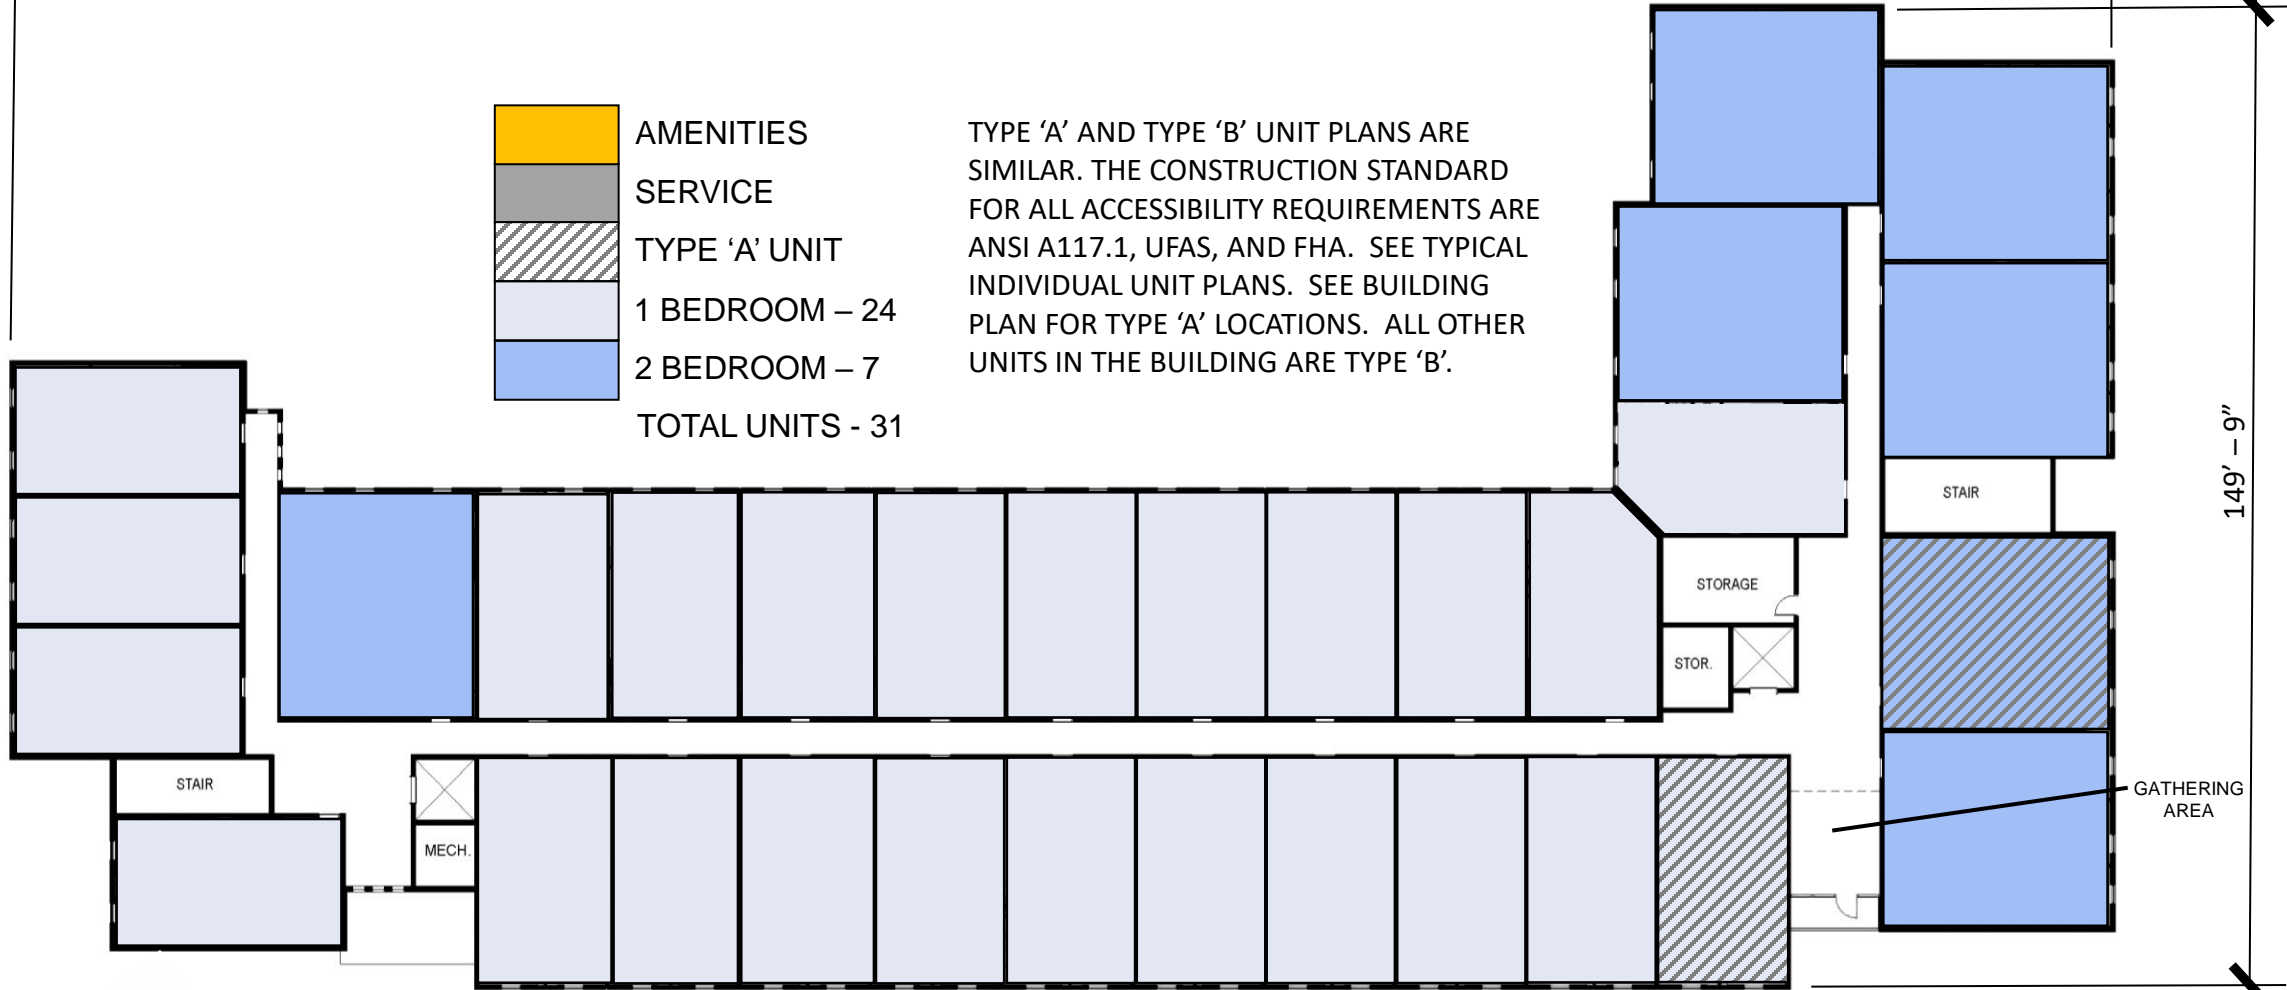 AMENITIES
SERVICE
TYPE ‘A’ UNIT
1 BEDROOM – 24
2 BEDROOM – 7
TOTAL UNITS - 31
TYPE ‘A’ AND TYPE ‘B’ UNIT PLANS ARE
SIMILAR. THE CONSTRUCTION STANDARD
FOR ALL ACCESSIBILITY REQUIREMENTS ARE
ANSI A117.1, UFAS, AND FHA.  SEE TYPICAL
INDIVIDUAL UNIT PLANS.  SEE BUILDING
PLAN FOR TYPE ‘A’ LOCATIONS.  ALL OTHER
UNITS IN THE BUILDING ARE TYPE ‘B’.
149’ – 9”
STAIR
STORAGE
STOR.
STAIR
MECH.
GATHERING
AREA